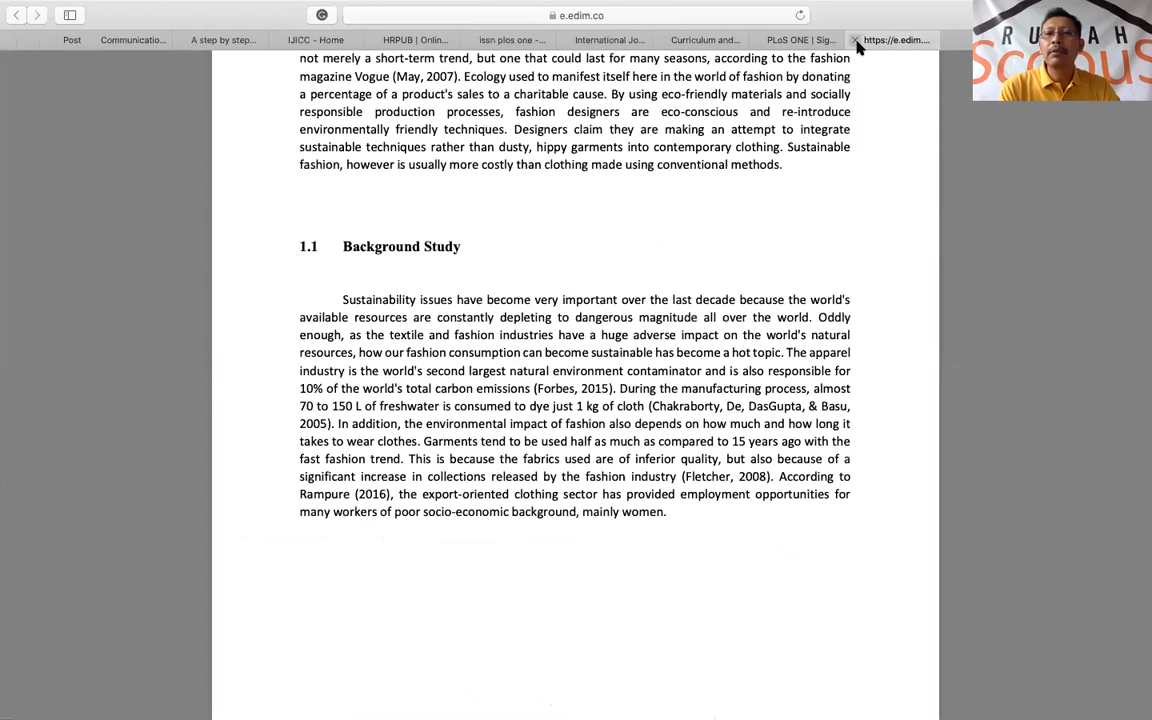 e.edim.co
Post Communicatio... A step by step... IJICC - Home HRPUB | Onlin... issn plos one -... International Jo... Curriculum and... PLoS ONE | Sig... https://e.edim....
RUMAH
SCOPUS
not merely a short-term trend, but one that could last for many seasons, according to the fashion
magazine Vogue (May, 2007). Ecology used to manifest itself here in the world of fashion by donating
a percentage of a product's sales to a charitable cause. By using eco-friendly materials and socially
responsible production processes, fashion designers are eco-conscious and re-introduce
environmentally friendly techniques. Designers claim they are making an attempt to integrate
sustainable techniques rather than dusty, hippy garments into contemporary clothing. Sustainable
fashion, however is usually more costly than clothing made using conventional methods.
1.1 Background Study
Sustainability issues have become very important over the last decade because the world's
available resources are constantly depleting to dangerous magnitude all over the world. Oddly
enough, as the textile and fashion industries have a huge adverse impact on the world's natural
resources, how our fashion consumption can become sustainable has become a hot topic. The apparel
industry is the world's second largest natural environment contaminator and is also responsible for
10% of the world's total carbon emissions (Forbes, 2015). During the manufacturing process, almost
70 to 150 L of freshwater is consumed to dye just 1 kg of cloth (Chakraborty, De, DasGupta, & Basu,
2005). In addition, the environmental impact of fashion also depends on how much and how long it
takes to wear clothes. Garments tend to be used half as much as compared to 15 years ago with the
fast fashion trend. This is because the fabrics used are of inferior quality, but also because of a
significant increase in collections released by the fashion industry (Fletcher, 2008). According to
Rampure (2016), the export-oriented clothing sector has provided employment opportunities for
many workers of poor socio-economic background, mainly women.